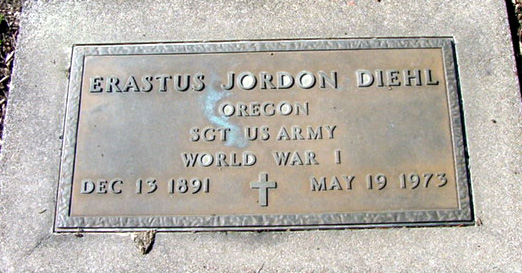 ERASTUS JORDON DIEHL
OREGON
SGT US ARMY
WORLD WAR I
DEC 13 1891 MAY 19 1973